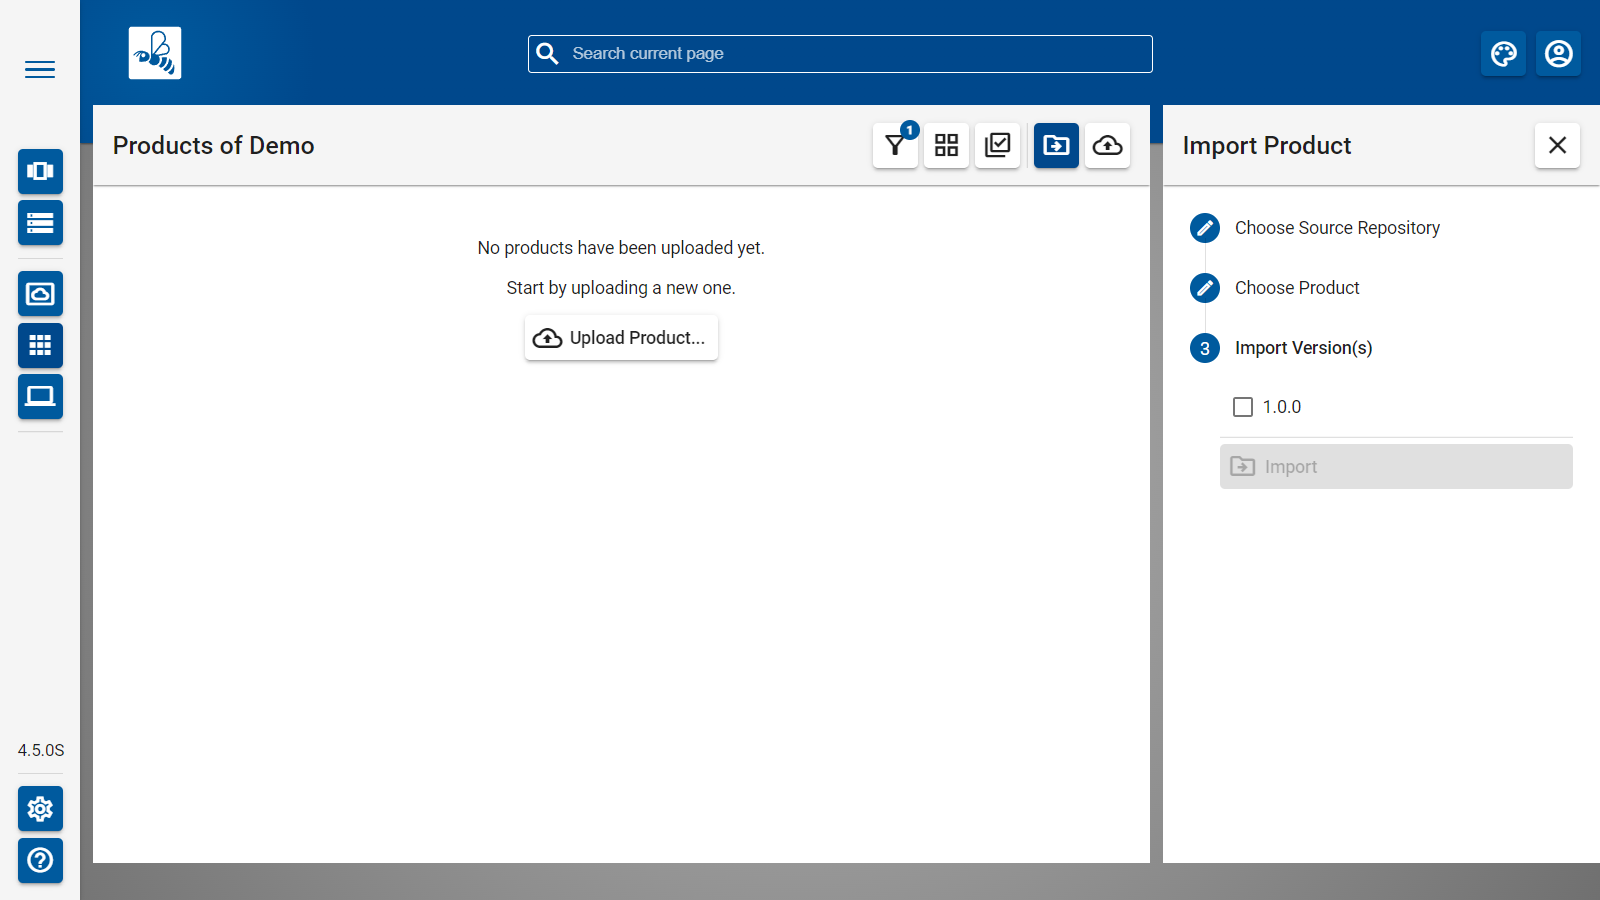 Search current page
Products of Demo
1
Import Product
No products have been uploaded yet.
Start by uploading a new one.
Upload Product...
Choose Source Repository
Choose Product
3 Import Version(s)
1.0.0
Import
4.5.0S